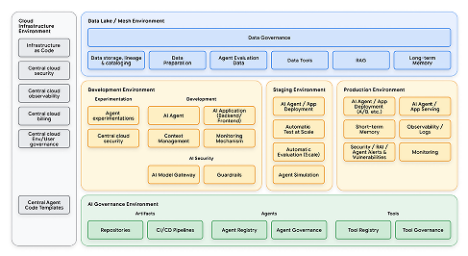 Cloud
Infrastructure
Environment
Infrastructure
as Code
Central cloud
security
Central cloud
observability
Central cloud
billing
Central cloud
Env/User
governance
Central Agent
Code Templates
Data Lake / Mesh Environment
Data Governance
Data storage, lineage
& cataloging
Data
Preparation
Agent Evaluation
Data
Data Tools
RAG
Long-term
Memory
Development Environment
Experimentation
Development
Agent
experimentations
AI Agent
AI Application
(Backend/
Frontend)
Central cloud
security
Context
Management
Monitoring
Mechanism
AI Security
AI Model Gateway
Guardrails
Staging Environment
AI Agent / App
Deployment
Automatic
Test at Scale
Automatic
Evaluation (Scale)
Agent Simulation
Production Environment
AI Agent / App
Deployment
(A/B, etc.)
AI Agent /
App Serving
Short-term
Memory
Observability /
Logs
Security / RAI /
Agent Alerts &
Vulnerabilities
Monitoring
AI Governance Environment
Artifacts
Agents
Tools
Repositories
CI/CD Pipelines
Agent Registry
Agent Governance
Tool Registry
Tool Governance